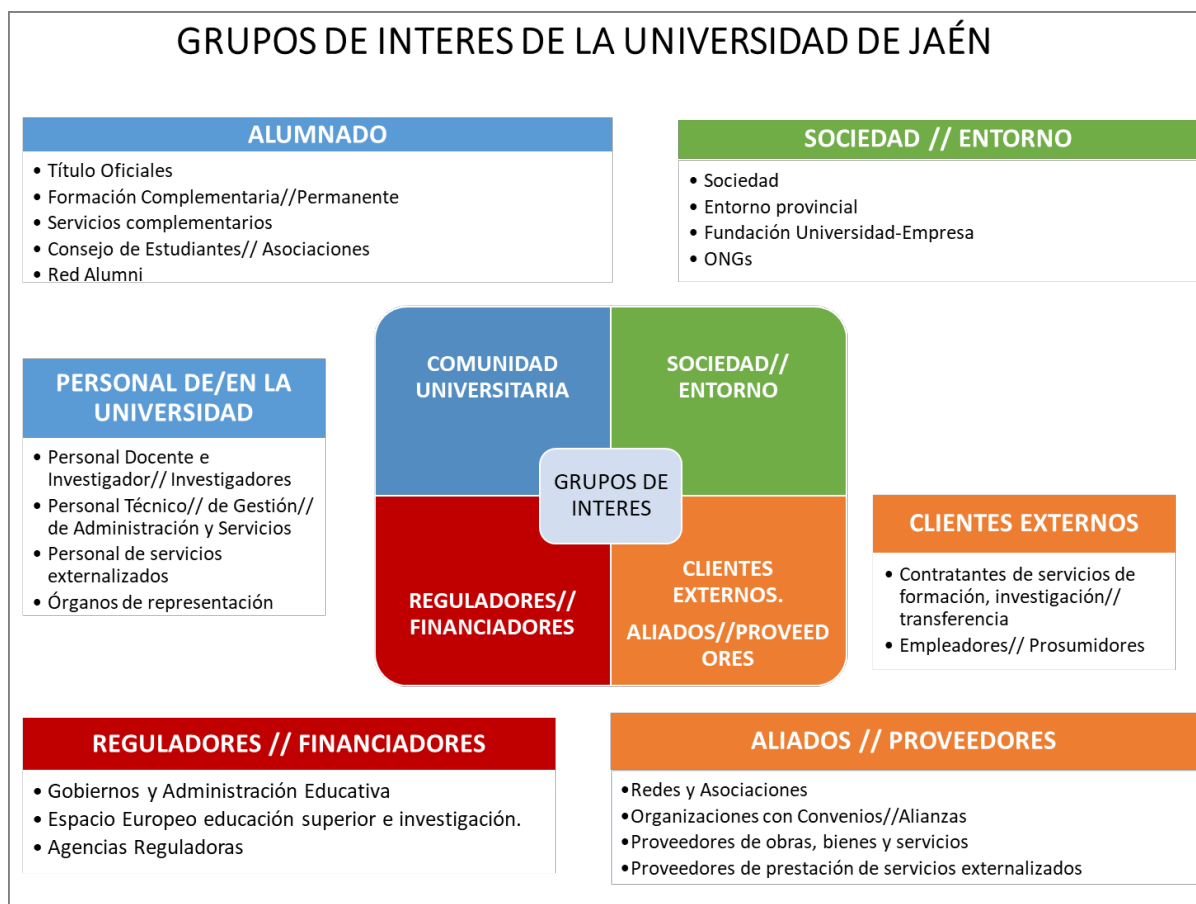 GRUPOS DE INTERES DE LA UNIVERSIDAD DE JAÉN
ALUMNADO
• Título Oficiales
• Formación Complementaria//Permanente
• Servicios complementarios
• Consejo de Estudiantes// Asociaciones
• Red Alumni
SOCIEDAD // ENTORNO
• Sociedad
• Entorno provincial
• Fundación Universidad-Empresa
• ONGs
PERSONAL DE/EN LA
UNIVERSIDAD
• Personal Docente e
Investigador// Investigadores
• Personal Técnico// de Gestión//
de Administración y Servicios
• Personal de servicios
externalizados
• Órganos de representación
COMUNIDAD
UNIVERSITARIA
SOCIEDAD//
ENTORNO
GRUPOS DE
INTERES
REGULADORES//
FINANCIADORES
CLIENTES
EXTERNOS.
ALIADOS//PROVEED
ORES
CLIENTES EXTERNOS
• Contratantes de servicios de
formación, investigación//
transferencia
• Empleadores// Prosumidores
REGULADORES // FINANCIADORES
• Gobiernos y Administración Educativa
• Espacio Europeo educación superior e investigación.
• Agencias Reguladoras
ALIADOS // PROVEEDORES
•Redes y Asociaciones
•Organizaciones con Convenios//Alianzas
•Proveedores de obras, bienes y servicios
•Proveedores de prestación de servicios externalizados